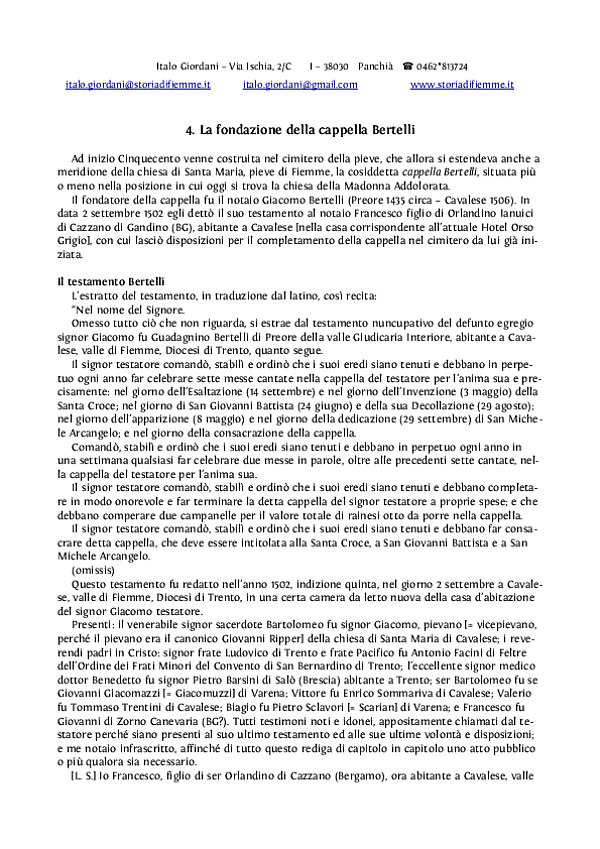 Italo Giordani – Via Ischia, 2/C I – 38030 Panchià ☎ 0462*813724
italo.giordani@storiadifiemme.it italo.giordani@gmail.com www.storiadifiemme.it
4. La fondazione della cappella Bertelli
Ad inizio Cinquecento venne costruita nel cimitero della pieve, che allora si estendeva anche a
meridione della chiesa di Santa Maria, pieve di Fiemme, la cosiddetta cappella Bertelli, situata più
o meno nella posizione in cui oggi si trova la chiesa della Madonna Addolorata.
Il fondatore della cappella fu il notaio Giacomo Bertelli (Preore 1435 circa – Cavalese 1506). In
data 2 settembre 1502 egli dettò il suo testamento al notaio Francesco figlio di Orlandino Ianuici
di Cazzano di Gandino (BG), abitante a Cavalese [nella casa corrispondente all'attuale Hotel Orso
Grigio], con cui lasciò disposizioni per il completamento della cappella nel cimitero da lui già ini-
ziata.
Il testamento Bertelli
L'estratto del testamento, in traduzione dal latino, così recita:
"Nel nome del Signore.
Omesso tutto ciò che non riguarda, si estrae dal testamento nuncupativo del defunto egregio
signor Giacomo fu Guadagnino Bertelli di Preore della valle Giudicaria Interiore, abitante a Cava-
lese, valle di Fiemme, Diocesi di Trento, quanto segue.
Il signor testatore comandò, stabilì e ordinò che i suoi eredi siano tenuti e debbano in perpe-
tuo ogni anno far celebrare sette messe cantate nella cappella del testatore per l'anima sua e pre-
cisamente: nel giorno dell'Esaltazione (14 settembre) e nel giorno dell'Invenzione (3 maggio) della
Santa Croce; nel giorno di San Giovanni Battista (24 giugno) e della sua Decollazione (29 agosto);
nel giorno dell'apparizione (8 maggio) e nel giorno della dedicazione (29 settembre) di San Miche-
le Arcangelo; e nel giorno della consacrazione della cappella.
Comandò, stabilì e ordinò che i suoi eredi siano tenuti e debbano in perpetuo ogni anno in
una settimana qualsiasi far celebrare due messe in parole, oltre alle precedenti sette cantate, nel-
la cappella del testatore per l'anima sua.
Il signor testatore comandò, stabilì e ordinò che i suoi eredi siano tenuti e debbano completa-
re in modo onorevole e far terminare la detta cappella del signor testatore a proprie spese; e che
debbano comperare due campanelle per il valore totale di rainesi otto da porre nella cappella.
Il signor testatore comandò, stabilì e ordinò che i suoi eredi siano tenuti e debbano far consa-
crare detta cappella, che deve essere intitolata alla Santa Croce, a San Giovanni Battista e a San
Michele Arcangelo.
(omissis)
Questo testamento fu redatto nell'anno 1502, indizione quinta, nel giorno 2 settembre a Cavale-
se, valle di Fiemme, Diocesi di Trento, in una certa camera da letto nuova della casa d'abitazione
del signor Giacomo testatore.
Presenti: il venerabile signor sacerdote Bartolomeo fu signor Giacomo, pievano [= vicepievano,
perché il pievano era il canonico Giovanni Ripper] della chiesa di Santa Maria di Cavalese; i reve-
rendi padri in Cristo: signor frate Ludovico di Trento e frate Pacifico fu Antonio Facini di Feltre
dell'Ordine dei Frati Minori del Convento di San Bernardino di Trento; l'eccellente signor medico
dottor Benedetto fu signor Pietro Barsini di Salò (Brescia) abitante a Trento; ser Bartolomeo fu se
Giovanni Giacomazzi [= Giacomuzzi] di Varena; Vittore fu Enrico Sommariva di Cavalese; Valerio
fu Tommaso Trentini di Cavalese; Biagio fu Pietro Sclavori [= Scarian] di Varena; e Francesco fu
Giovanni di Zorno Canevaria (BG?). Tutti testimoni noti e idonei, appositamente chiamati dal te-
statore perché siano presenti al suo ultimo testamento ed alle sue ultime volontà e disposizioni;
e me notaio infrascritto, affinché di tutto questo rediga di capitolo in capitolo uno atto pubblico
o più qualora sia necessario.
[L. S.] Io Francesco, figlio di ser Orlandino di Cazzano (Bergamo), ora abitante a Cavalese, valle